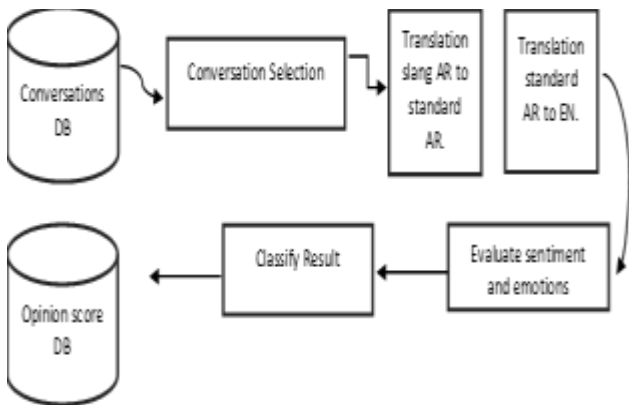 Conversations
DB
Conversation Selection
Translation
slang AR to
standard
AR.
Translation
standard
AR to EN.
Evaluate sentiment
and emotions
Classify Result
Opinion score
DB